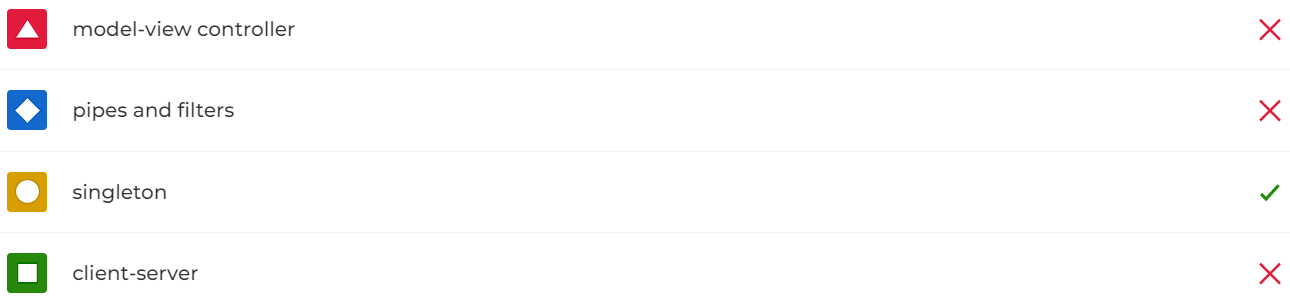 model-view controller
pipes and filters
singleton
client-server